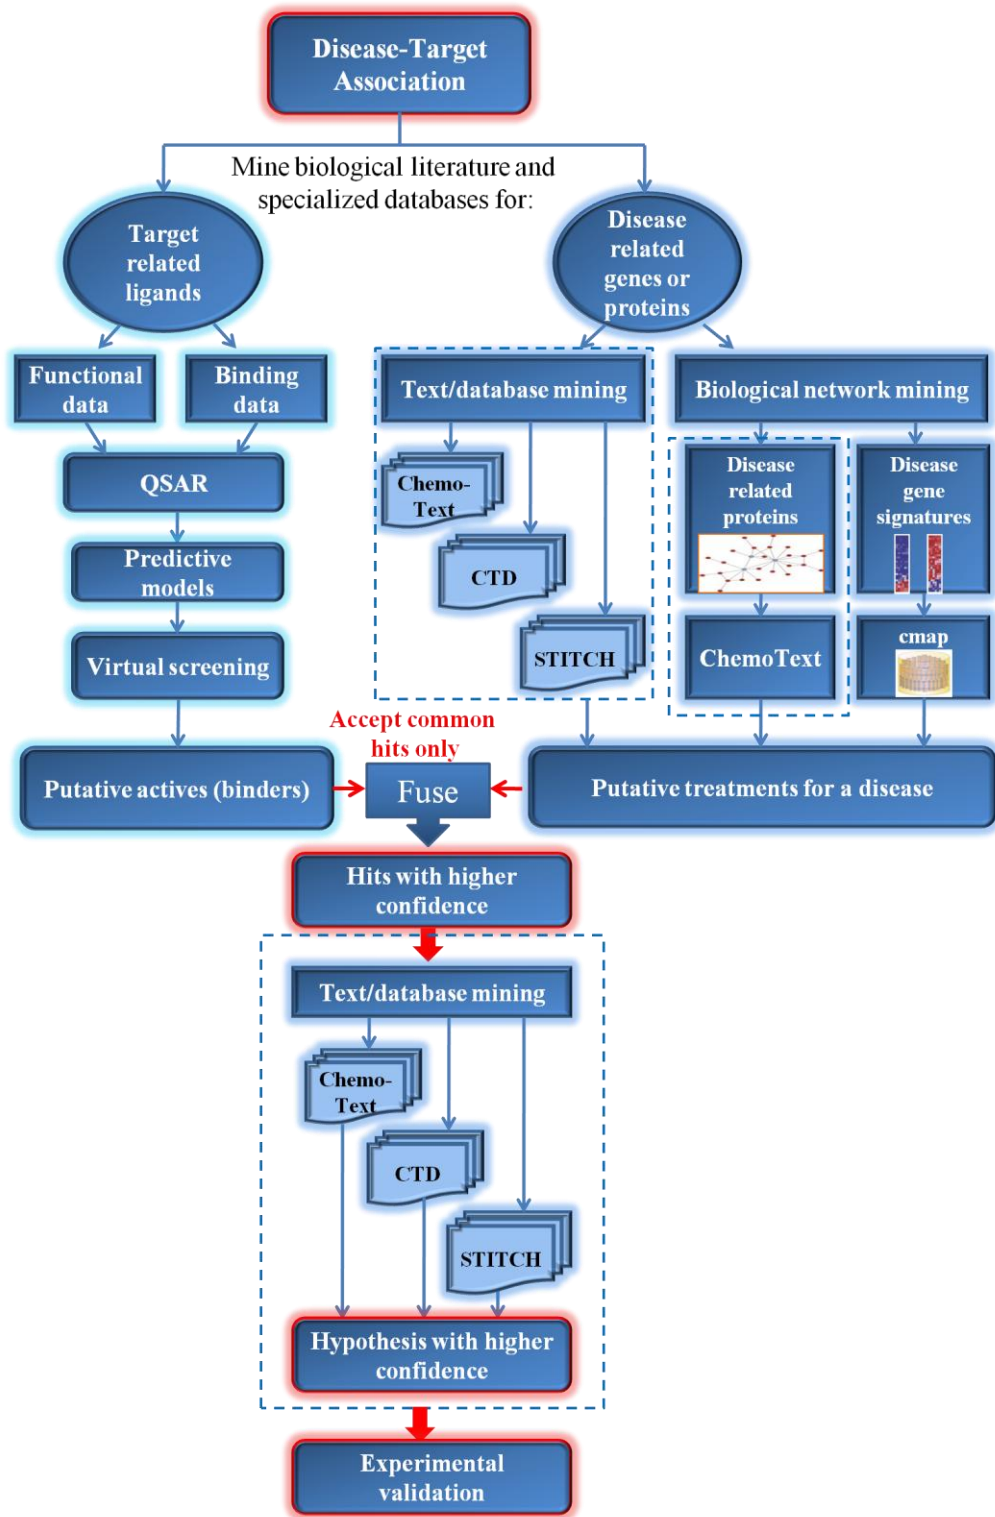 Disease-Target
Association
Mine biological literature and
specialized databases for:
Target
related
ligands
Disease
related
genes or
proteins
Functional
data
Binding
data
Text/database mining
Biological network mining
QSAR
Chemo-
Text
CTD
STITCH
Disease
related
proteins
Disease
gene
signatures
Predictive
models
Virtual screening
ChemoText
cmap
Accept common
hits only
Putative actives (binders)
Fuse
Putative treatments for a disease
Hits with higher
confidence
Text/database mining
Chemo-
Text
CTD
STITCH
Hypothesis with higher
confidence
Experimental
validation